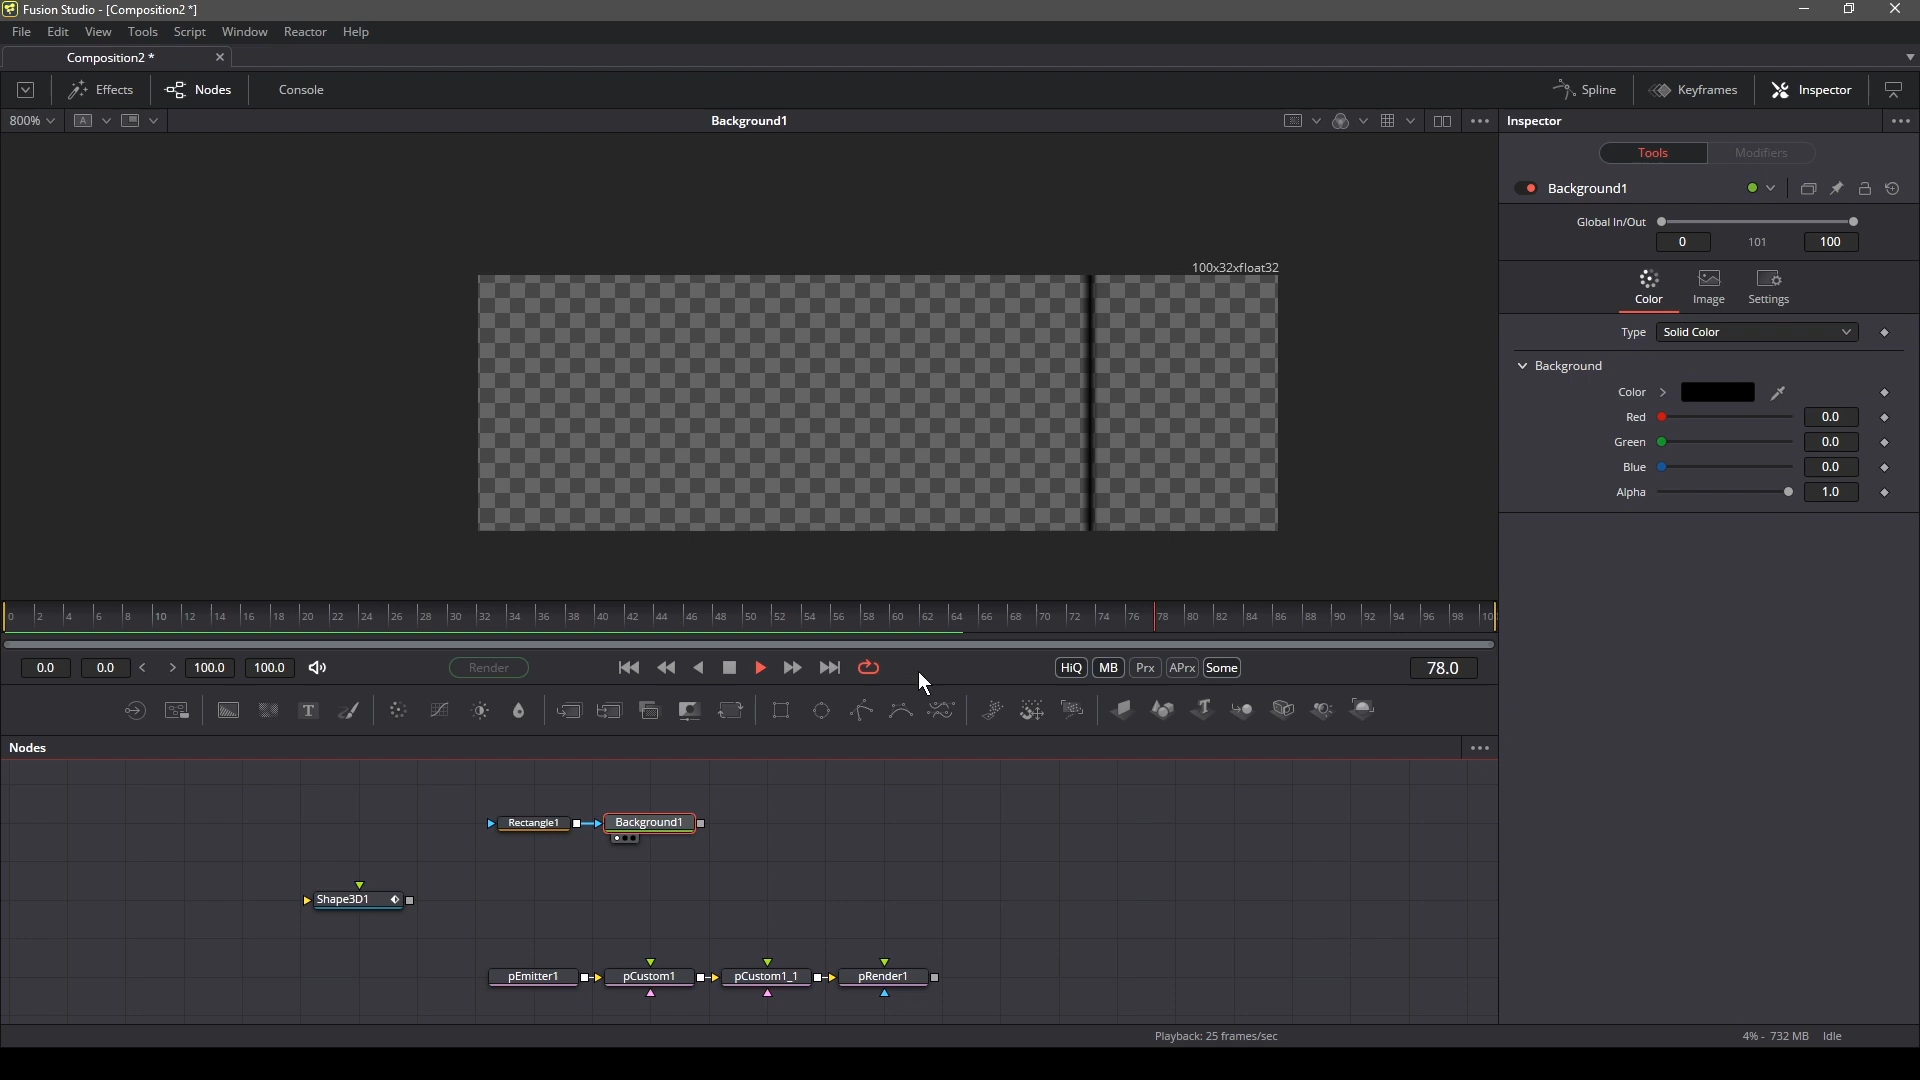 Fusion Studio - [Composition2 *]
File Edit View Tools Script Window Reactor Help
Composition2 *
Effects Nodes Console Spline Keyframes Inspector
800% A Background1 Inspector
Tools Modifiers
Background1
Global In/Out
0 101 100
Color Image Settings
Type Solid Color
Background
Color
Red 0.0
Green 0.0
Blue 0.0
Alpha 1.0
100x32xfloat32
0 2 4 6 8 10 12 14 16 18 20 22 24 26 28 30 32 34 36 38 40 42 44 46 48 50 52 54 56 58 60 62 64 66 68 70 72 74 76 78 80 82 84 86 88 90 92 94 96 98 10
0.0 0.0 < > 100.0 100.0 Render HiQ MB Prx APrx Some 78.0
T
Nodes
Rectangle1 Background1
Shape3D1
pEmitter1 pCustom1 pCustom1_1 pRender1
Playback: 25 frames/sec 4% - 732 MB Idle